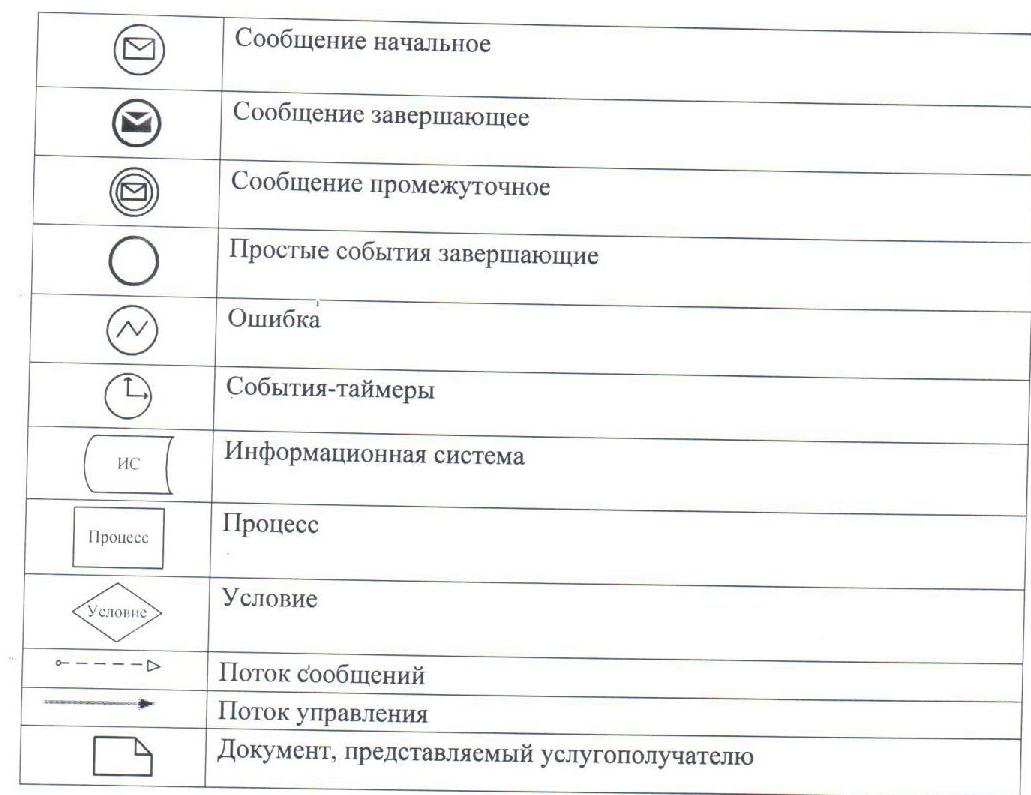 Сообщение начальное
Сообщение завершающее
Сообщение промежуточное
Простые события завершающие
Ошибка
События-таймеры
ИС
Информационная система
Процесс
Процесс
Условие
Условие
Поток сообщений
Поток управления
Документ, представляемый услугополучателю